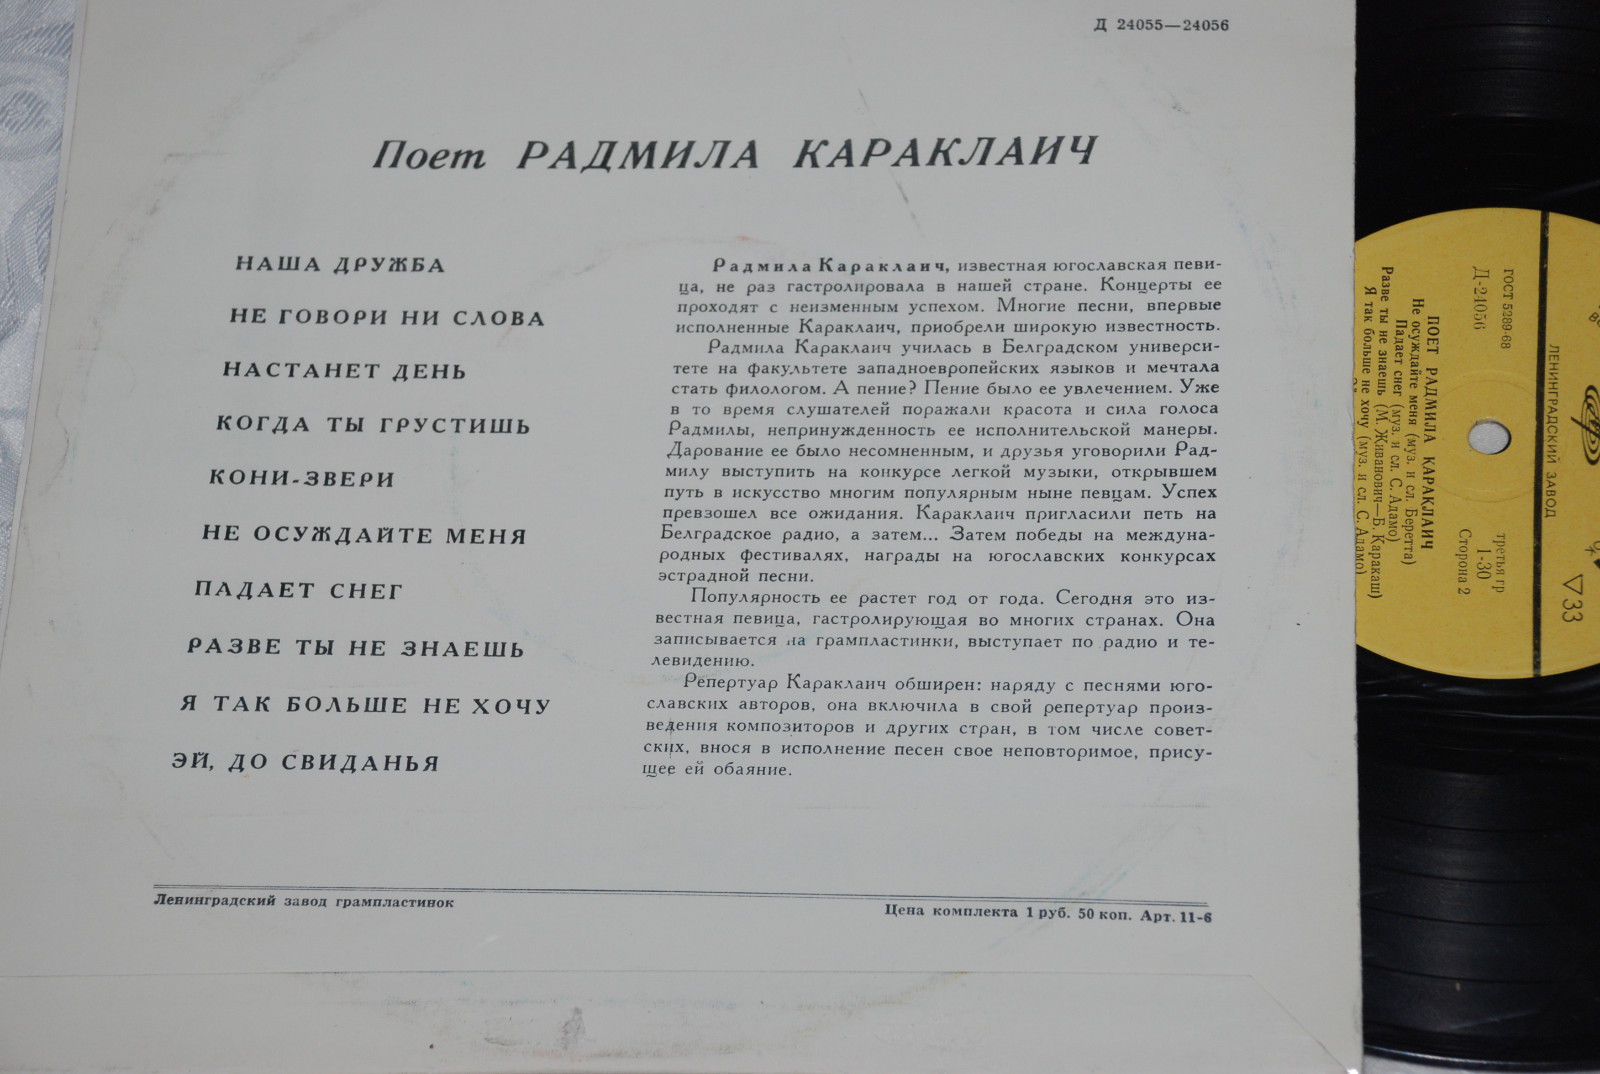 Д 24055—24056
Поет РАДМИЛА КАРАКЛАИЧ
НАША ДРУЖБА
НЕ ГОВОРИ НИ СЛОВА
НАСТАНЕТ ДЕНЬ
КОГДА ТЫ ГРУСТИШЬ
КОНИ-ЗВЕРИ
НЕ ОСУЖДАЙТЕ МЕНЯ
ПАДАЕТ СНЕГ
РАЗВЕ ТЫ НЕ ЗНАЕШЬ
Я ТАК БОЛЬШЕ НЕ ХОЧУ
ЭЙ, ДО СВИДАНЬЯ
Радмила Караклаич, известная югославская певи-
ца, не раз гастролировала в нашей стране. Концерты ее
проходят с неизменным успехом. Многие песни, впервые
исполненные Караклаич, приобрели широкую известность.
Радмила Караклаич училась в Белградском универси-
тете на факультете западноевропейских языков и мечтала
стать филологом. А пение? Пение было ее увлечением. Уже
в то время слушателей поражали красота и сила голоса
Радмилы, непринужденность ее исполнительской манеры.
Дарование ее было несомненным, и друзья уговорили Рад-
милу выступить на конкурсе легкой музыки, открывшем
путь в искусство многим популярным ныне певцам. Успех
превзошел все ожидания. Караклаич пригласили петь на
Белградское радио, а затем... Затем победы на междуна-
родных фестивалях, награды на югославских конкурсах
эстрадной песни.
Популярность ее растет год от года. Сегодня это из-
вестная певица, гастролирующая во многих странах. Она
записывается на грампластинки, выступает по радио и те-
левидению.
Репертуар Караклаич обширен: наряду с песнями юго-
славских авторов, она включила в свой репертуар произ-
ведения композиторов и других стран, в том числе совет-
ских, внося в исполнение песен свое неповторимое, прису-
щее ей обаяние.
Ленинградский завод грампластинок
Цена комплекта 1 руб. 50 коп. Арт. 11-6
ЛЕНИНГРАДСКИЙ ЗАВОД
▽33
ГОСТ 5289-68
Д-24056
третья гр
1-30
Сторона 2
ПОЕТ РАДМИЛА КАРАКЛАИЧ
Не осуждайте меня (муз. и сл. Беретта)
Падает снег (муз. и сл. С. Адамо)
Разве ты не знаешь (М. Живанович—Б. Каракаш)
Я так больше не хочу (муз. и сл. С. Адамо)